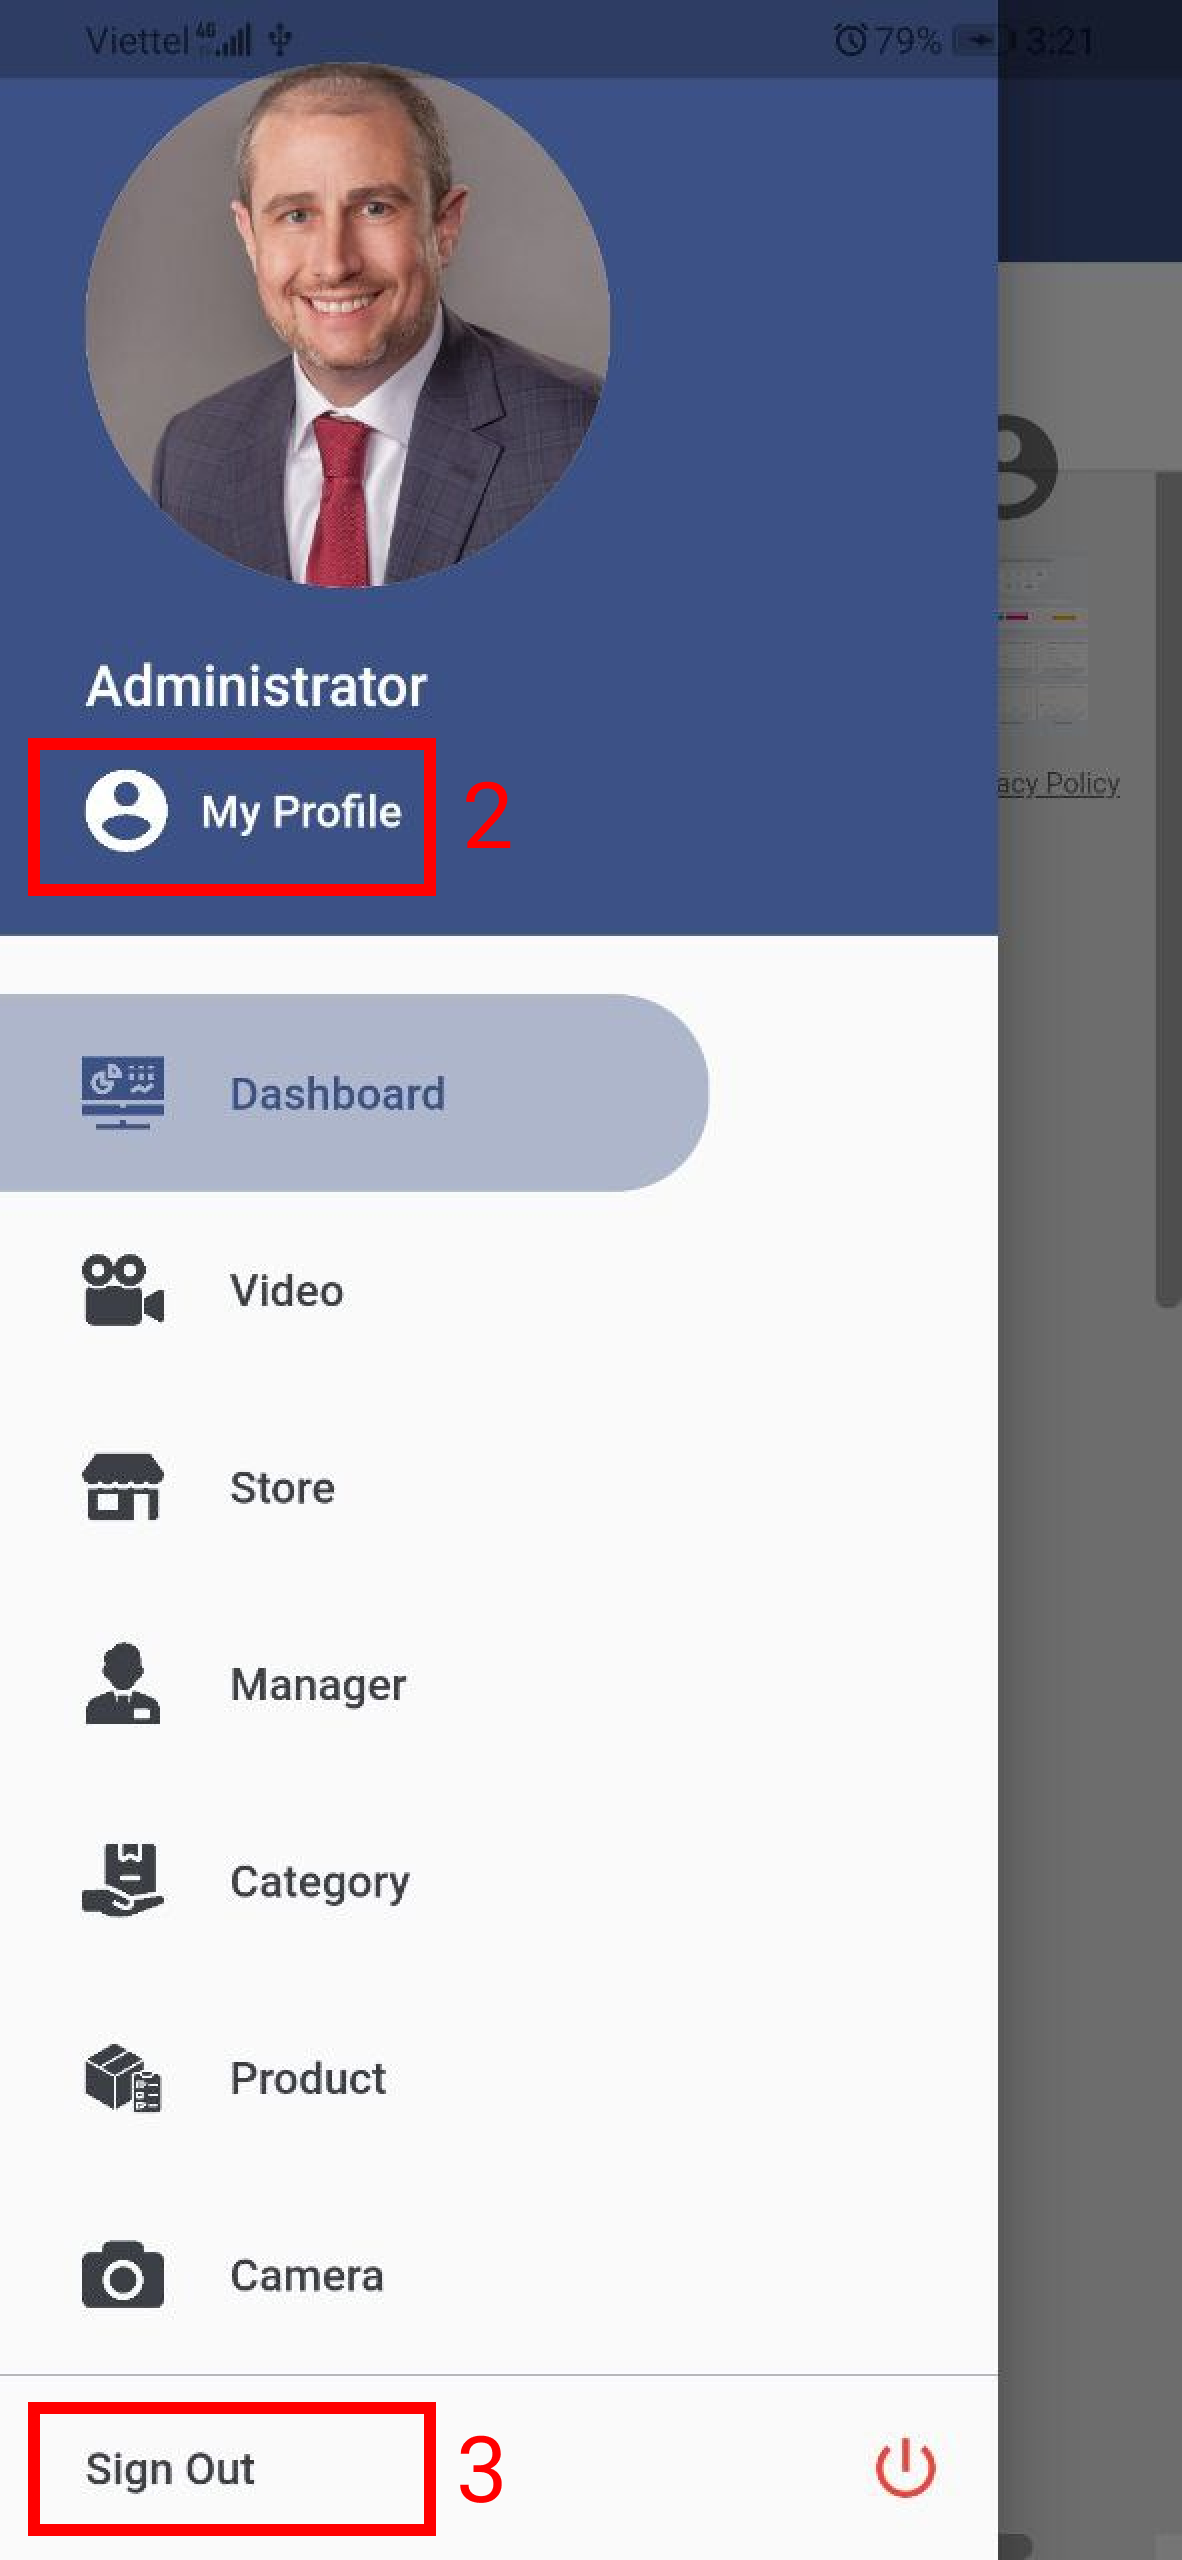 Viettel 4G 79% 3:21
Administrator
My Profile 2
acy Policy
Dashboard
Video
Store
Manager
Category
Product
Camera
Sign Out 3